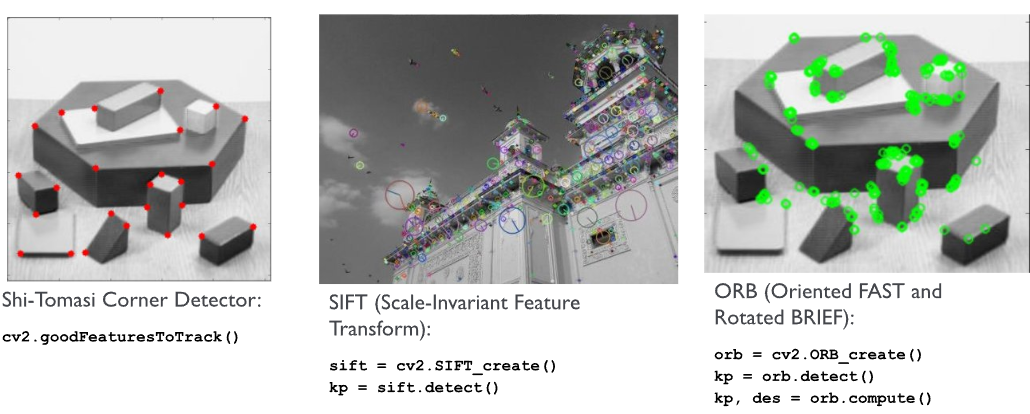 Shi-Tomasi Corner Detector:
cv2.goodFeaturesToTrack()
SIFT (Scale-Invariant Feature
Transform):
sift = cv2.SIFT_create()
kp = sift.detect()
ORB (Oriented FAST and
Rotated BRIEF):
orb = cv2.ORB_create()
kp = orb.detect()
kp, des = orb.compute()